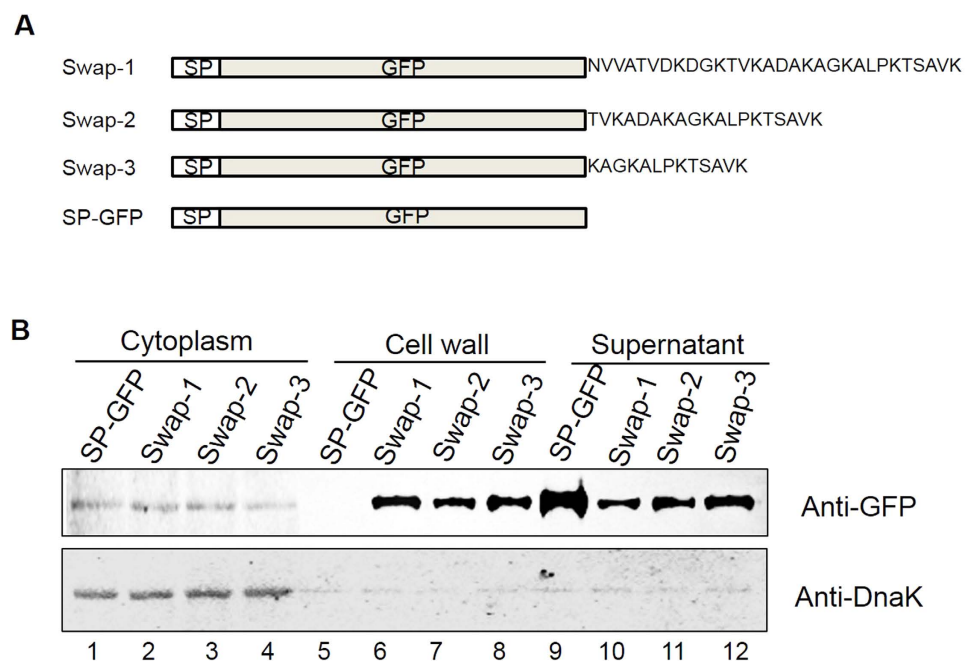 A
Swap-1 SP GFP NVVATVDKDGKTVKADAKAGKALPKTSAVK
Swap-2 SP GFP TVKADAKAGKALPKTSAVK
Swap-3 SP GFP KAGKALPKTSAVK
SP-GFP SP GFP
B
Cytoplasm Cell wall Supernatant
SP-GFP Swap-1 Swap-2 Swap-3 SP-GFP Swap-1 Swap-2 Swap-3 SP-GFP Swap-1 Swap-2 Swap-3
Anti-GFP
Anti-DnaK
1 2 3 4 5 6 7 8 9 10 11 12